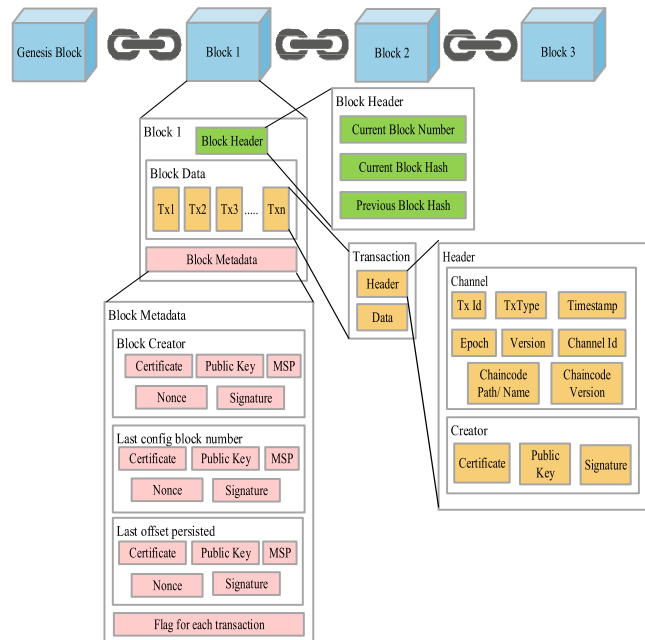 Genesis Block
Block 1
Block 2
Block 3
Block 1
Block Header
Block Data
Tx1
Tx2
Tx3
.....
Txn
Block Metadata
Block Header
Current Block Number
Current Block Hash
Previous Block Hash
Transaction
Header
Data
Header
Channel
Tx Id
TxType
Timestamp
Epoch
Version
Channel Id
Chaincode
Path/ Name
Chaincode
Version
Creator
Certificate
Public
Key
Signature
Block Metadata
Block Creator
Certificate
Public Key
MSP
Nonce
Signature
Last config block number
Certificate
Public Key
MSP
Nonce
Signature
Last offset persisted
Certificate
Public Key
MSP
Nonce
Signature
Flag for each transaction